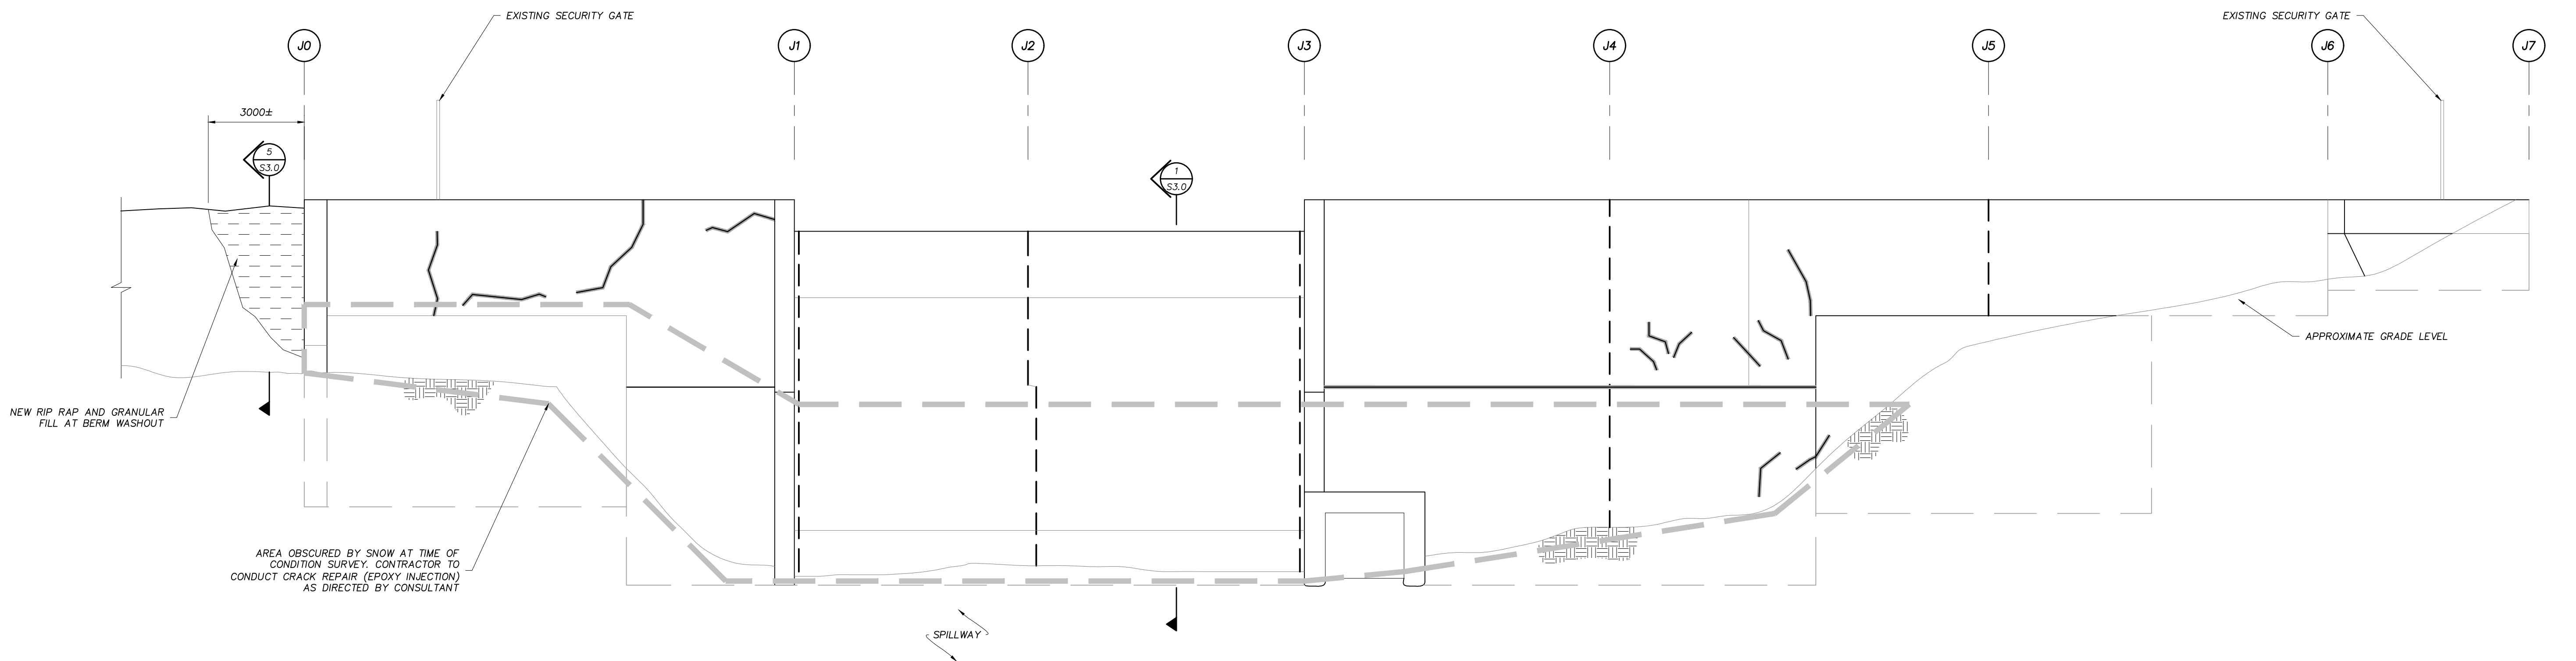 EXISTING SECURITY GATE
EXISTING SECURITY GATE
J0
J1
J2
J3
J4
J5
J6
J7
3000±
5
S3.0
1
S3.0
APPROXIMATE GRADE LEVEL
NEW RIP RAP AND GRANULAR
FILL AT BERM WASHOUT
AREA OBSCURED BY SNOW AT TIME OF
CONDITION SURVEY. CONTRACTOR TO
CONDUCT CRACK REPAIR (EPOXY INJECTION)
AS DIRECTED BY CONSULTANT
SPILLWAY